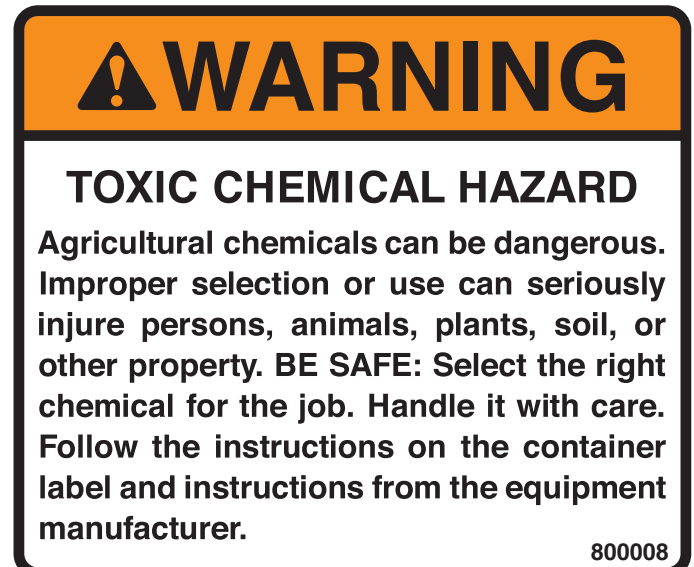 WARNING
TOXIC CHEMICAL HAZARD
Agricultural chemicals can be dangerous.
Improper selection or use can seriously
injure persons, animals, plants, soil, or
other property. BE SAFE: Select the right
chemical for the job. Handle it with care.
Follow the instructions on the container
label and instructions from the equipment
manufacturer.
800008